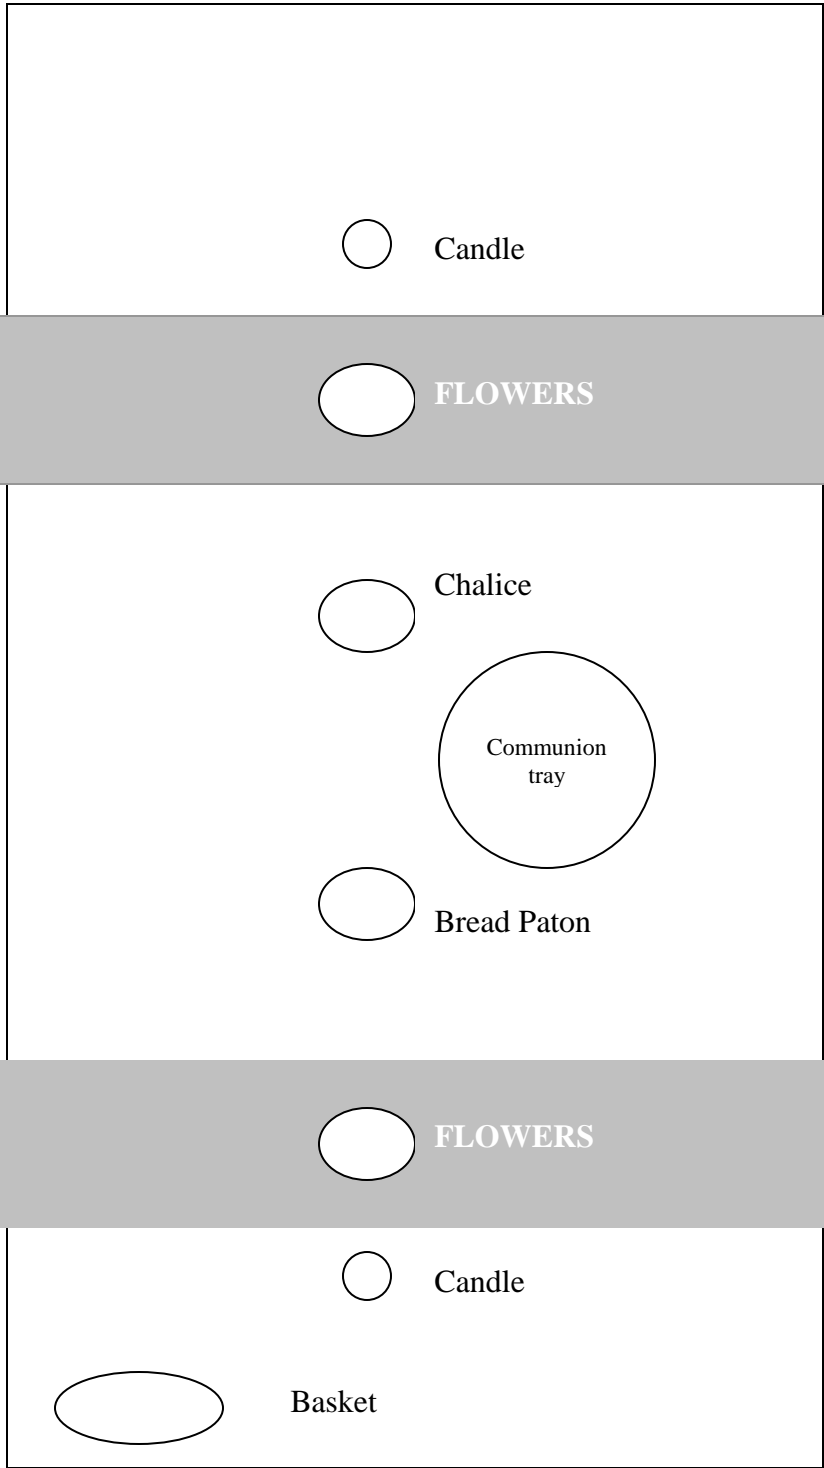 Candle
FLOWERS
Chalice
Communion
tray
Bread Paton
FLOWERS
Candle
Basket